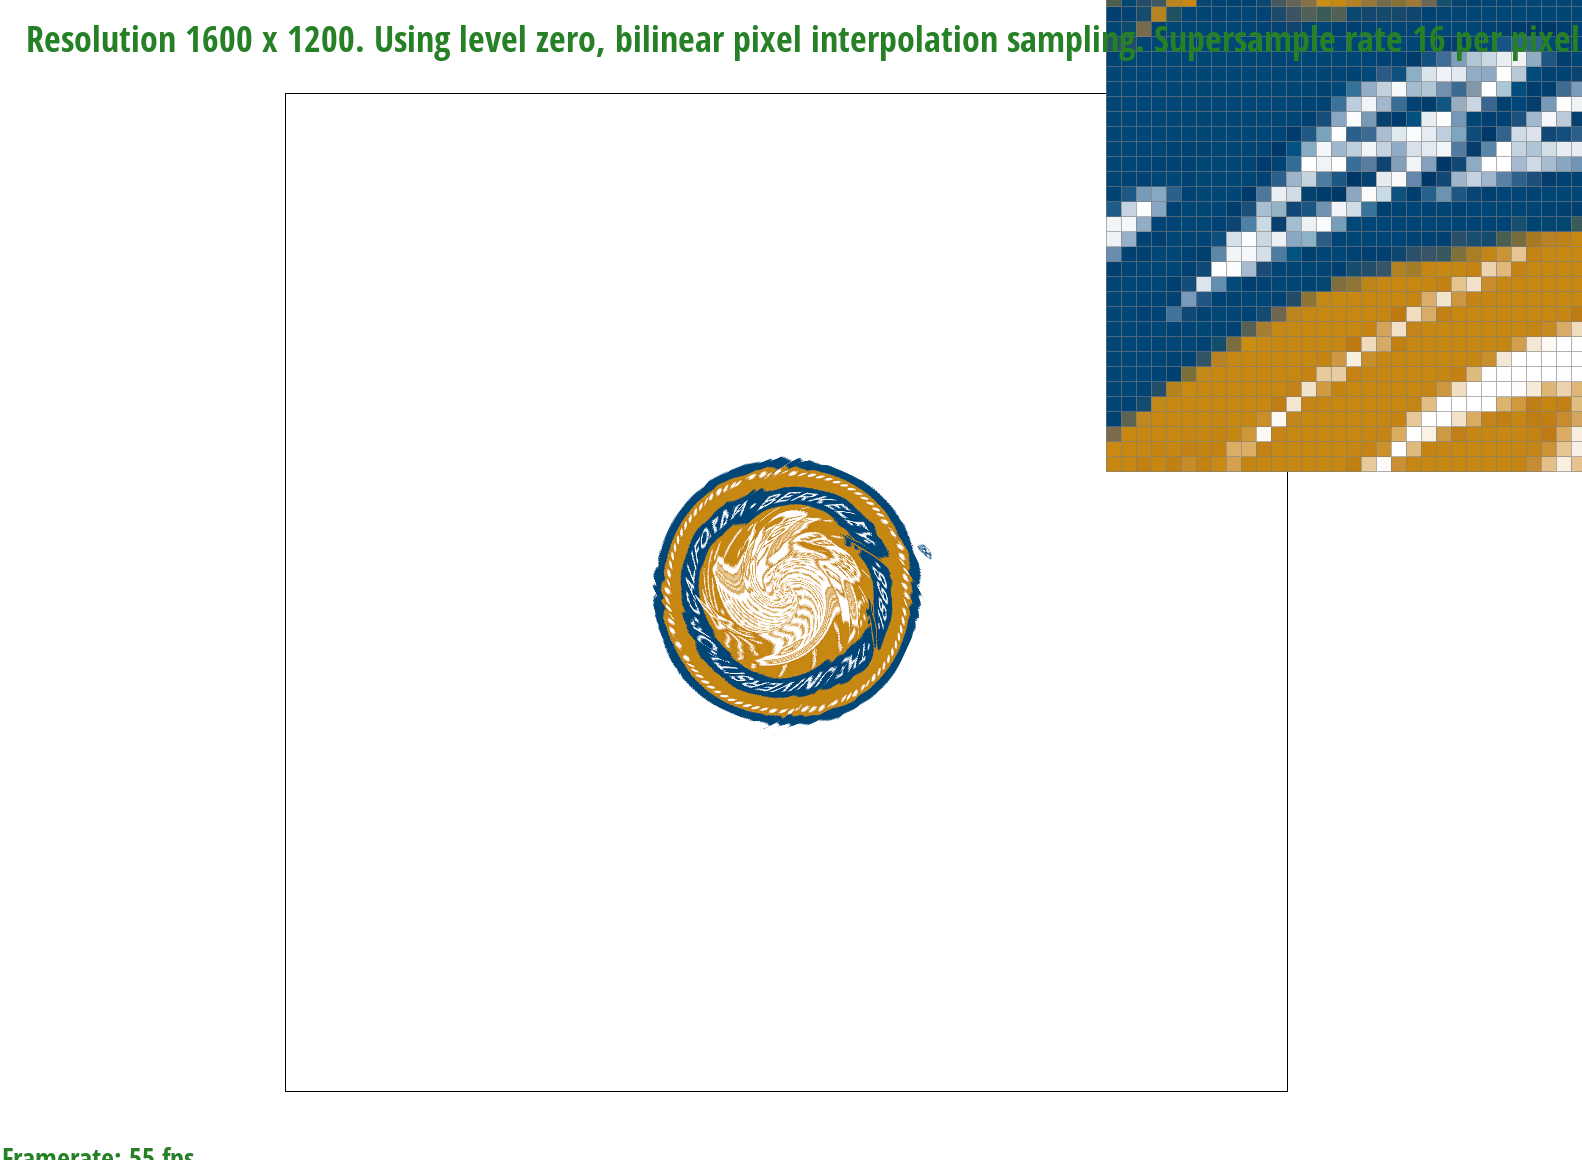 Resolution 1600 x 1200. Using level zero, bilinear pixel interpolation sampling. Supersample rate 16 per pixel
CALIFORNIA · BERKELEY
1868
THE UNIVERSITY OF
Framerate: 55 fps